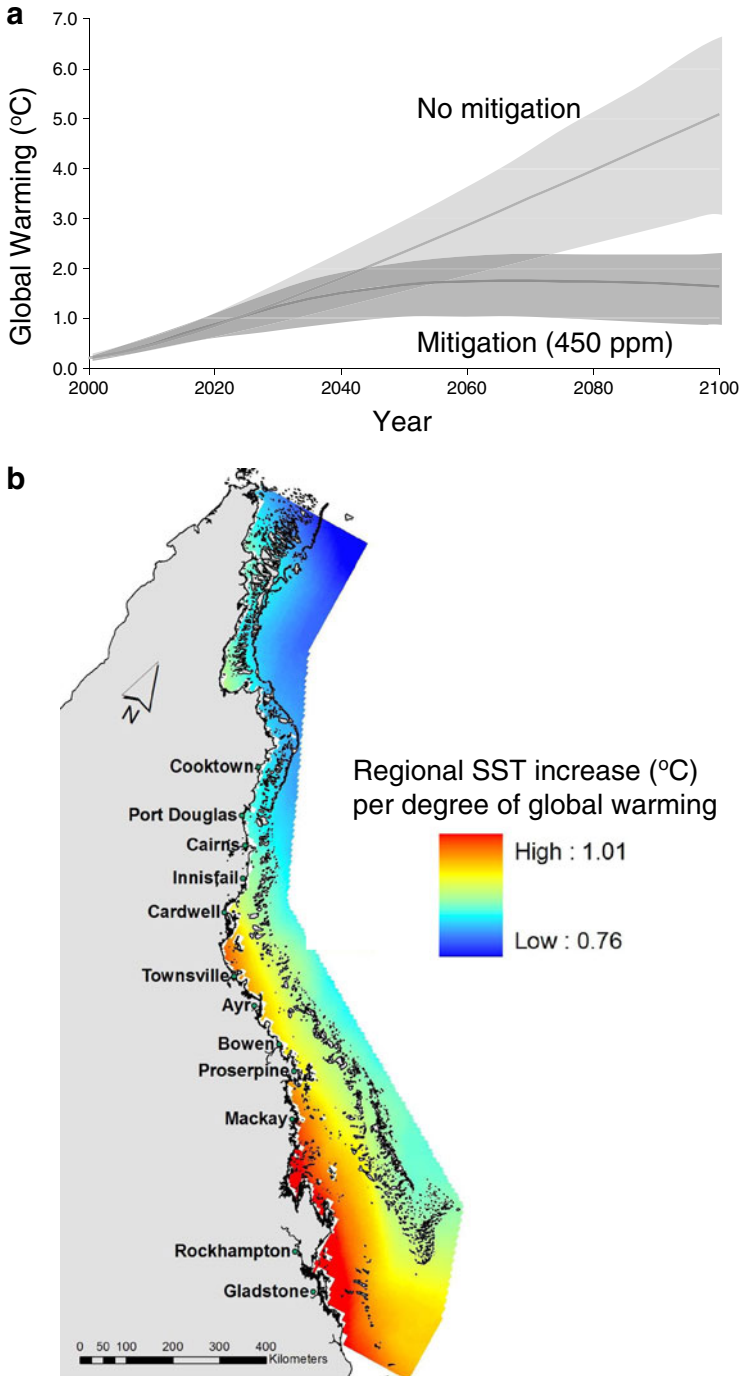 a
7.0
6.0
5.0
4.0
3.0
2.0
1.0
0.0
Global Warming (ºC)
No mitigation
Mitigation (450 ppm)
2000 2020 2040 2060 2080 2100
Year
b
N
Cooktown
Port Douglas
Cairns
Innisfail
Cardwell
Townsville
Ayr
Bowen
Proserpine
Mackay
Rockhampton
Gladstone
Regional SST increase (ºC)
per degree of global warming
High : 1.01
Low : 0.76
0 50 100 200 300 400
Kilometers